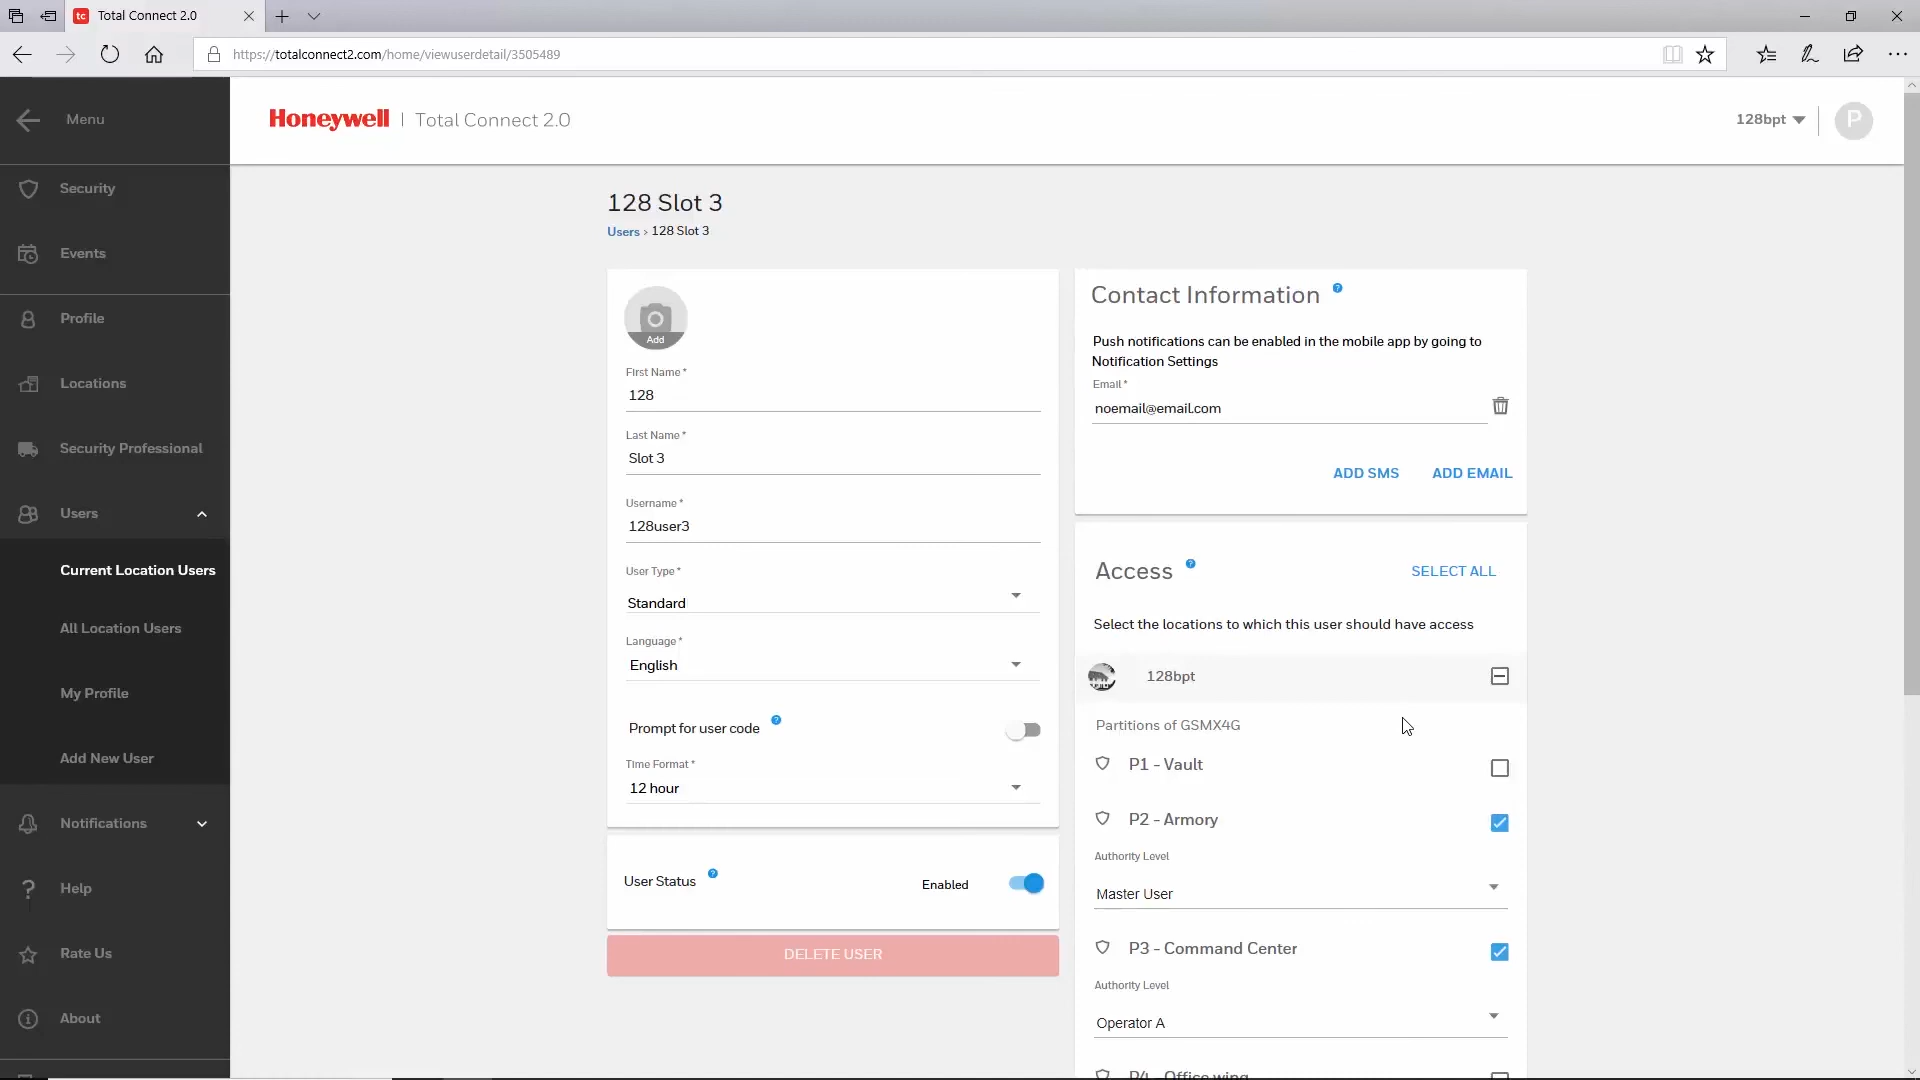 tc Total Connect 2.0
https://totalconnect2.com/home/viewuserdetail/3505489
Menu
Honeywell | Total Connect 2.0
128bpt
P
Security
Events
Profile
Locations
Security Professional
Users
Current Location Users
All Location Users
My Profile
Add New User
Notifications
Help
Rate Us
About
128 Slot 3
Users › 128 Slot 3
Add
First Name *
128
Last Name *
Slot 3
Username *
128user3
User Type *
Standard
Language *
English
Prompt for user code ?
Time Format *
12 hour
User Status ?
Enabled
DELETE USER
Contact Information ?
Push notifications can be enabled in the mobile app by going to
Notification Settings
Email *
noemail@email.com
ADD SMS ADD EMAIL
Access ?
SELECT ALL
Select the locations to which this user should have access
128bpt
Partitions of GSMX4G
P1 - Vault
P2 - Armory
Authority Level
Master User
P3 - Command Center
Authority Level
Operator A
P4 - Office wing